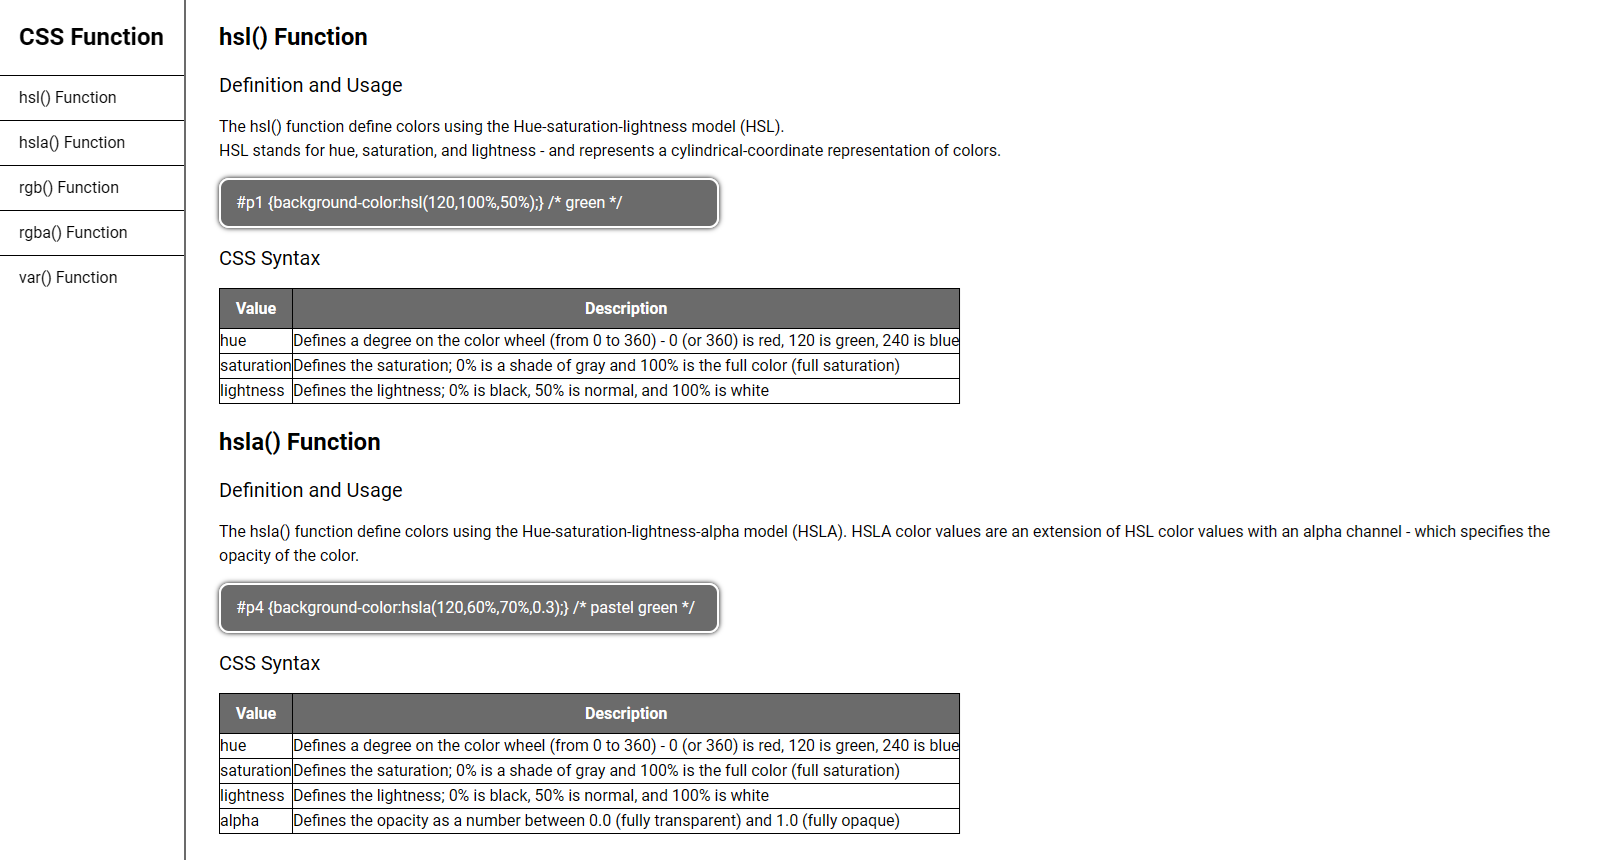 CSS Function
hsl() Function
hsla() Function
rgb() Function
rgba() Function
var() Function
hsl() Function
Definition and Usage
The hsl() function define colors using the Hue-saturation-lightness model (HSL).
HSL stands for hue, saturation, and lightness - and represents a cylindrical-coordinate representation of colors.
#p1 {background-color:hsl(120,100%,50%);} /* green */
CSS Syntax
Value Description
hue Defines a degree on the color wheel (from 0 to 360) - 0 (or 360) is red, 120 is green, 240 is blue
saturation Defines the saturation; 0% is a shade of gray and 100% is the full color (full saturation)
lightness Defines the lightness; 0% is black, 50% is normal, and 100% is white
hsla() Function
Definition and Usage
The hsla() function define colors using the Hue-saturation-lightness-alpha model (HSLA). HSLA color values are an extension of HSL color values with an alpha channel - which specifies the
opacity of the color.
#p4 {background-color:hsla(120,60%,70%,0.3);} /* pastel green */
CSS Syntax
Value Description
hue Defines a degree on the color wheel (from 0 to 360) - 0 (or 360) is red, 120 is green, 240 is blue
saturation Defines the saturation; 0% is a shade of gray and 100% is the full color (full saturation)
lightness Defines the lightness; 0% is black, 50% is normal, and 100% is white
alpha Defines the opacity as a number between 0.0 (fully transparent) and 1.0 (fully opaque)